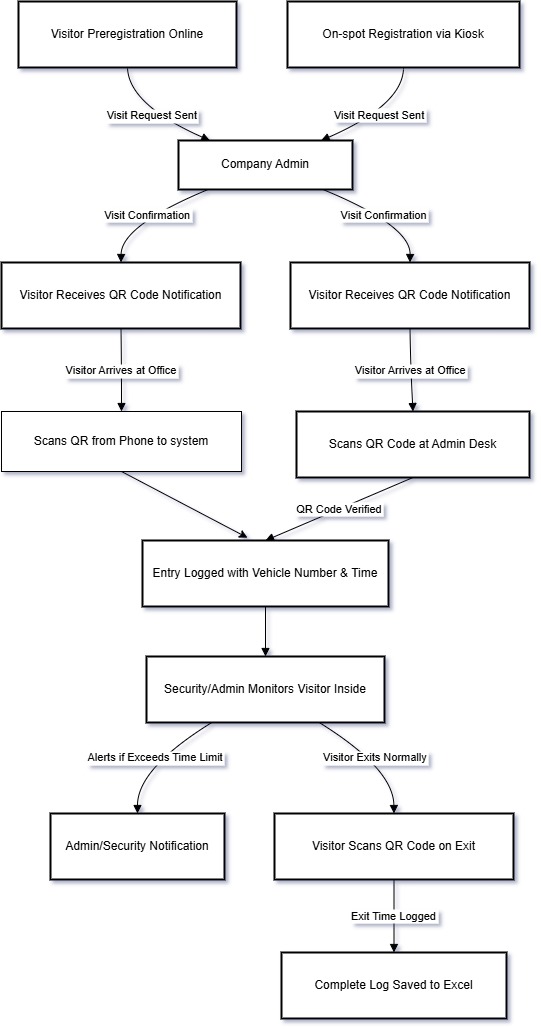 Visitor Preregistration Online
On-spot Registration via Kiosk
Visit Request Sent
Visit Request Sent
Company Admin
Visit Confirmation
Visit Confirmation
Visitor Receives QR Code Notification
Visitor Receives QR Code Notification
Visitor Arrives at Office
Visitor Arrives at Office
Scans QR from Phone to system
Scans QR Code at Admin Desk
QR Code Verified
Entry Logged with Vehicle Number & Time
Security/Admin Monitors Visitor Inside
Alerts if Exceeds Time Limit
Visitor Exits Normally
Admin/Security Notification
Visitor Scans QR Code on Exit
Exit Time Logged
Complete Log Saved to Excel